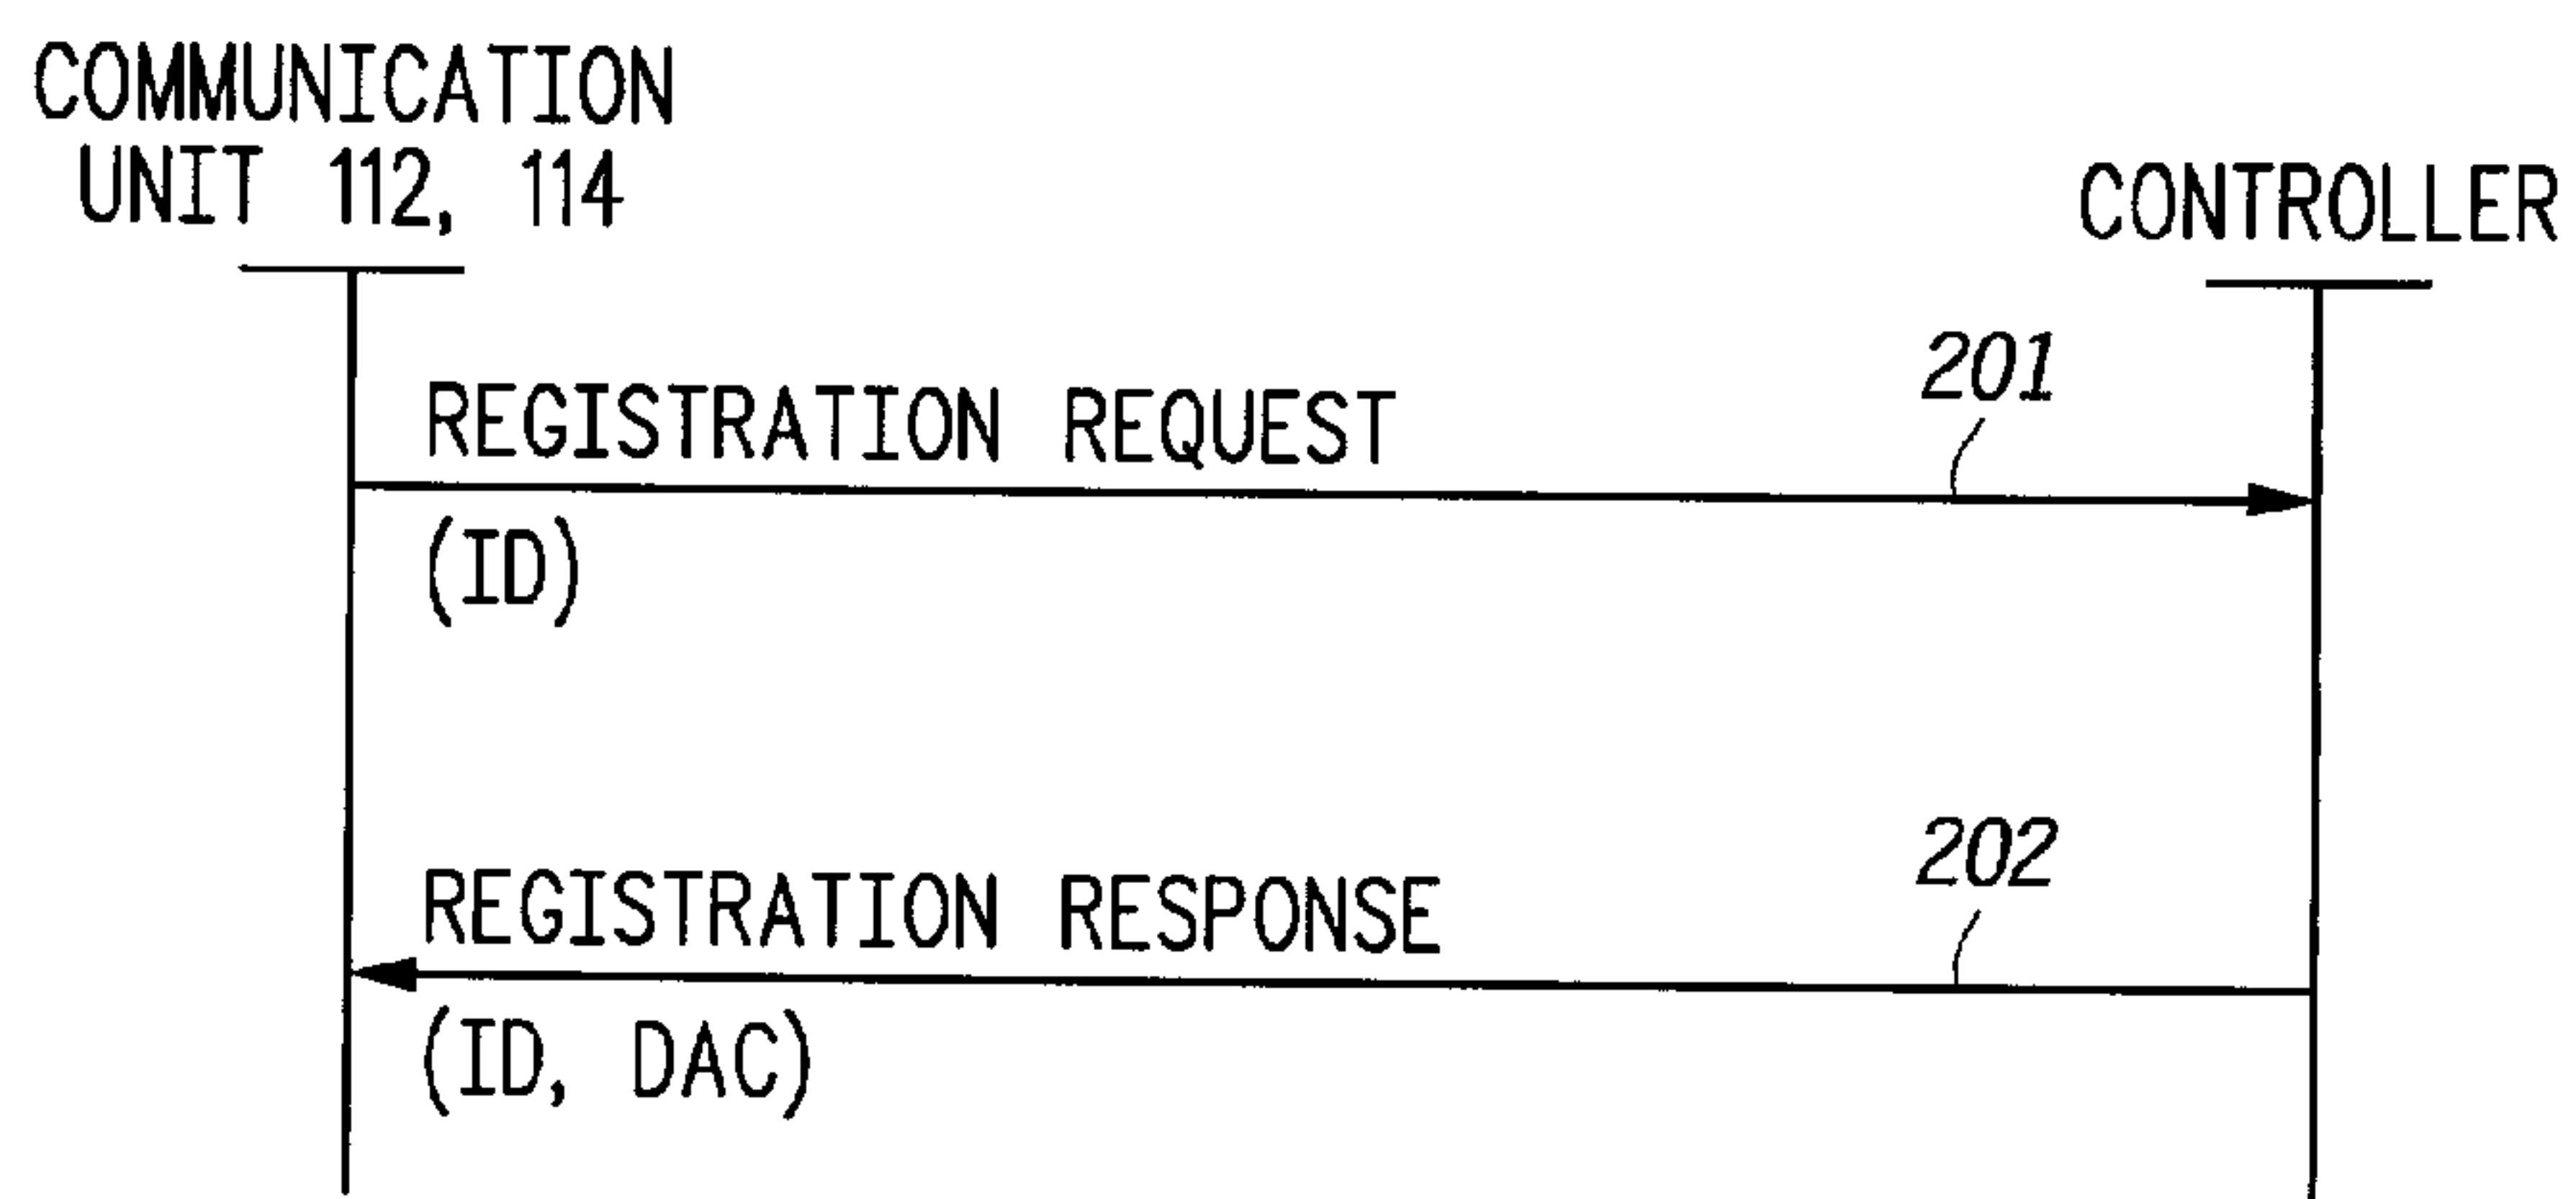 COMMUNICATION
UNIT 112, 114
CONTROLLER
201
REGISTRATION REQUEST
(ID)
202
REGISTRATION RESPONSE
(ID, DAC)